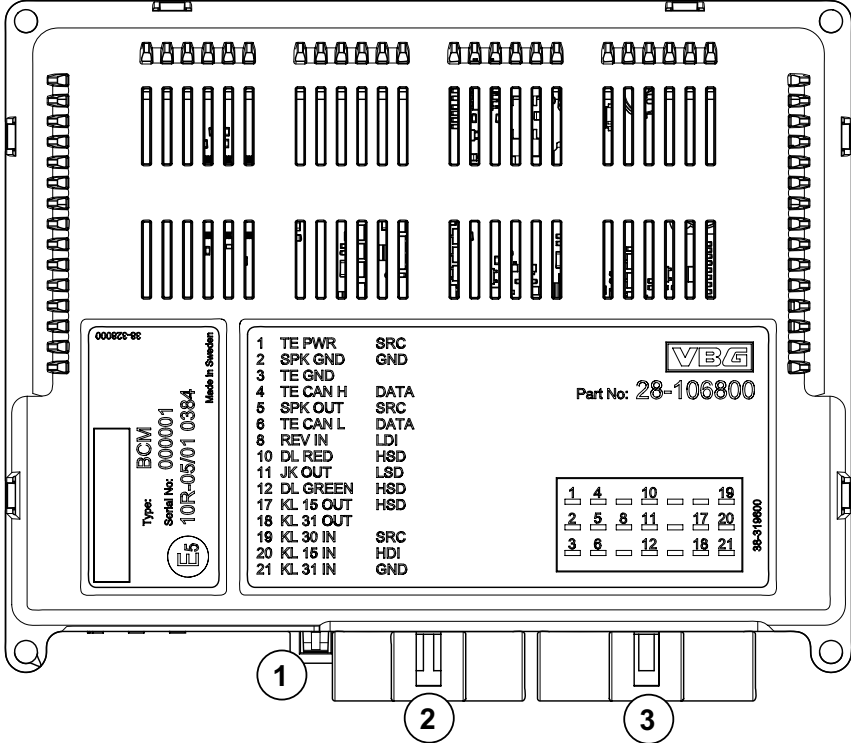 38-328000
Made in Sweden
Type: BCM
Serial No: 000001
10R-05/01 0384
E5
1 TE PWR SRC
2 SPK GND GND
3 TE GND
4 TE CAN H DATA
5 SPK OUT SRC
6 TE CAN L DATA
8 REV IN LDI
10 DL RED HSD
11 JK OUT LSD
12 DL GREEN HSD
17 KL 15 OUT HSD
18 KL 31 OUT
19 KL 30 IN SRC
20 KL 15 IN HDI
21 KL 31 IN GND
VBG
Part No: 28-106800
1 4 10 19
2 5 8 11 17 20
3 6 12 18 21
38-319600
1
2
3